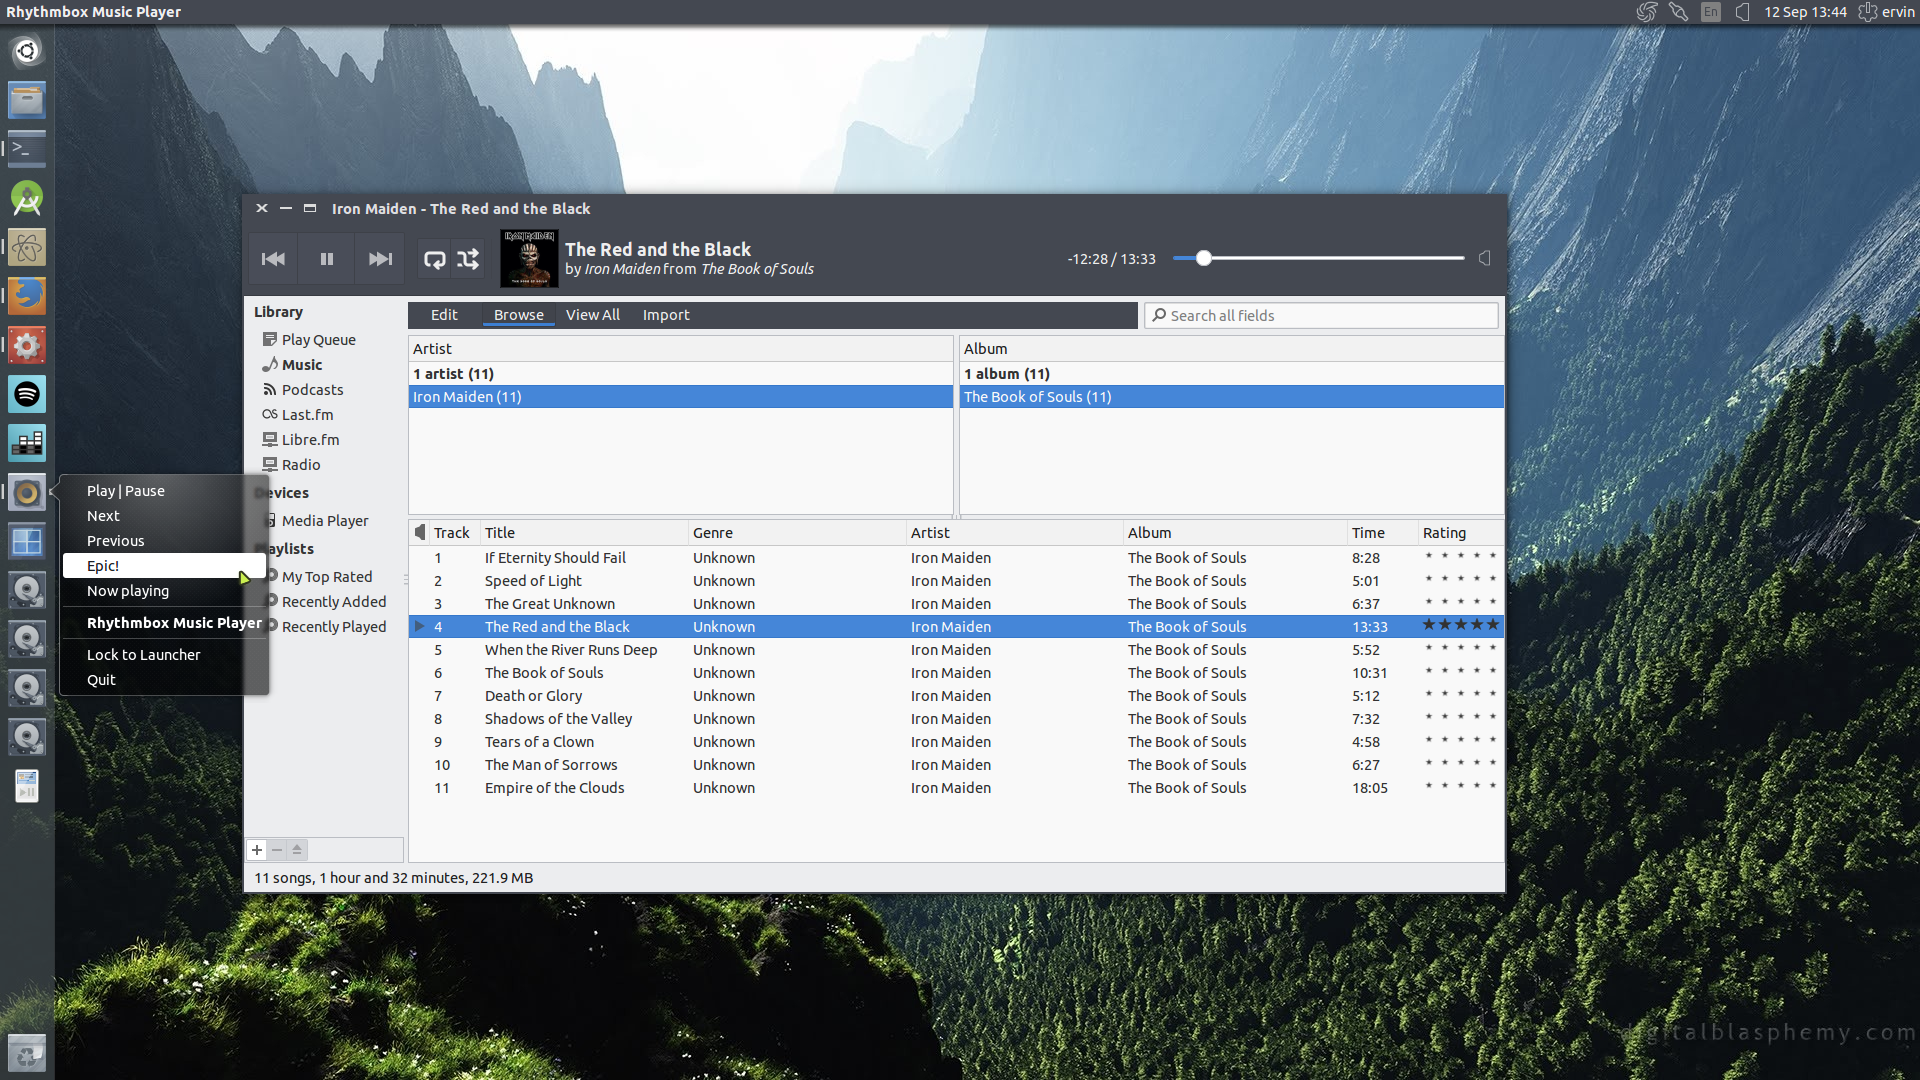 Rhythmbox Music Player
En
12 Sep 13:44
ervin
Iron Maiden - The Red and the Black
IRON MAIDEN
THE BOOK OF SOULS
The Red and the Black
by Iron Maiden from The Book of Souls
-12:28 / 13:33
Library
Play Queue
Music
Podcasts
Last.fm
Libre.fm
Radio
Devices
Media Player
Playlists
My Top Rated
Recently Added
Recently Played
Edit Browse View All Import
Search all fields
Artist
1 artist (11)
Iron Maiden (11)
Album
1 album (11)
The Book of Souls (11)
Track Title Genre Artist Album Time Rating
1 If Eternity Should Fail Unknown Iron Maiden The Book of Souls 8:28
2 Speed of Light Unknown Iron Maiden The Book of Souls 5:01
3 The Great Unknown Unknown Iron Maiden The Book of Souls 6:37
4 The Red and the Black Unknown Iron Maiden The Book of Souls 13:33 ★★★★★
5 When the River Runs Deep Unknown Iron Maiden The Book of Souls 5:52
6 The Book of Souls Unknown Iron Maiden The Book of Souls 10:31
7 Death or Glory Unknown Iron Maiden The Book of Souls 5:12
8 Shadows of the Valley Unknown Iron Maiden The Book of Souls 7:32
9 Tears of a Clown Unknown Iron Maiden The Book of Souls 4:58
10 The Man of Sorrows Unknown Iron Maiden The Book of Souls 6:27
11 Empire of the Clouds Unknown Iron Maiden The Book of Souls 18:05
11 songs, 1 hour and 32 minutes, 221.9 MB
Play | Pause
Next
Previous
Epic!
Now playing
Rhythmbox Music Player
Lock to Launcher
Quit
digitalblasphemy.com